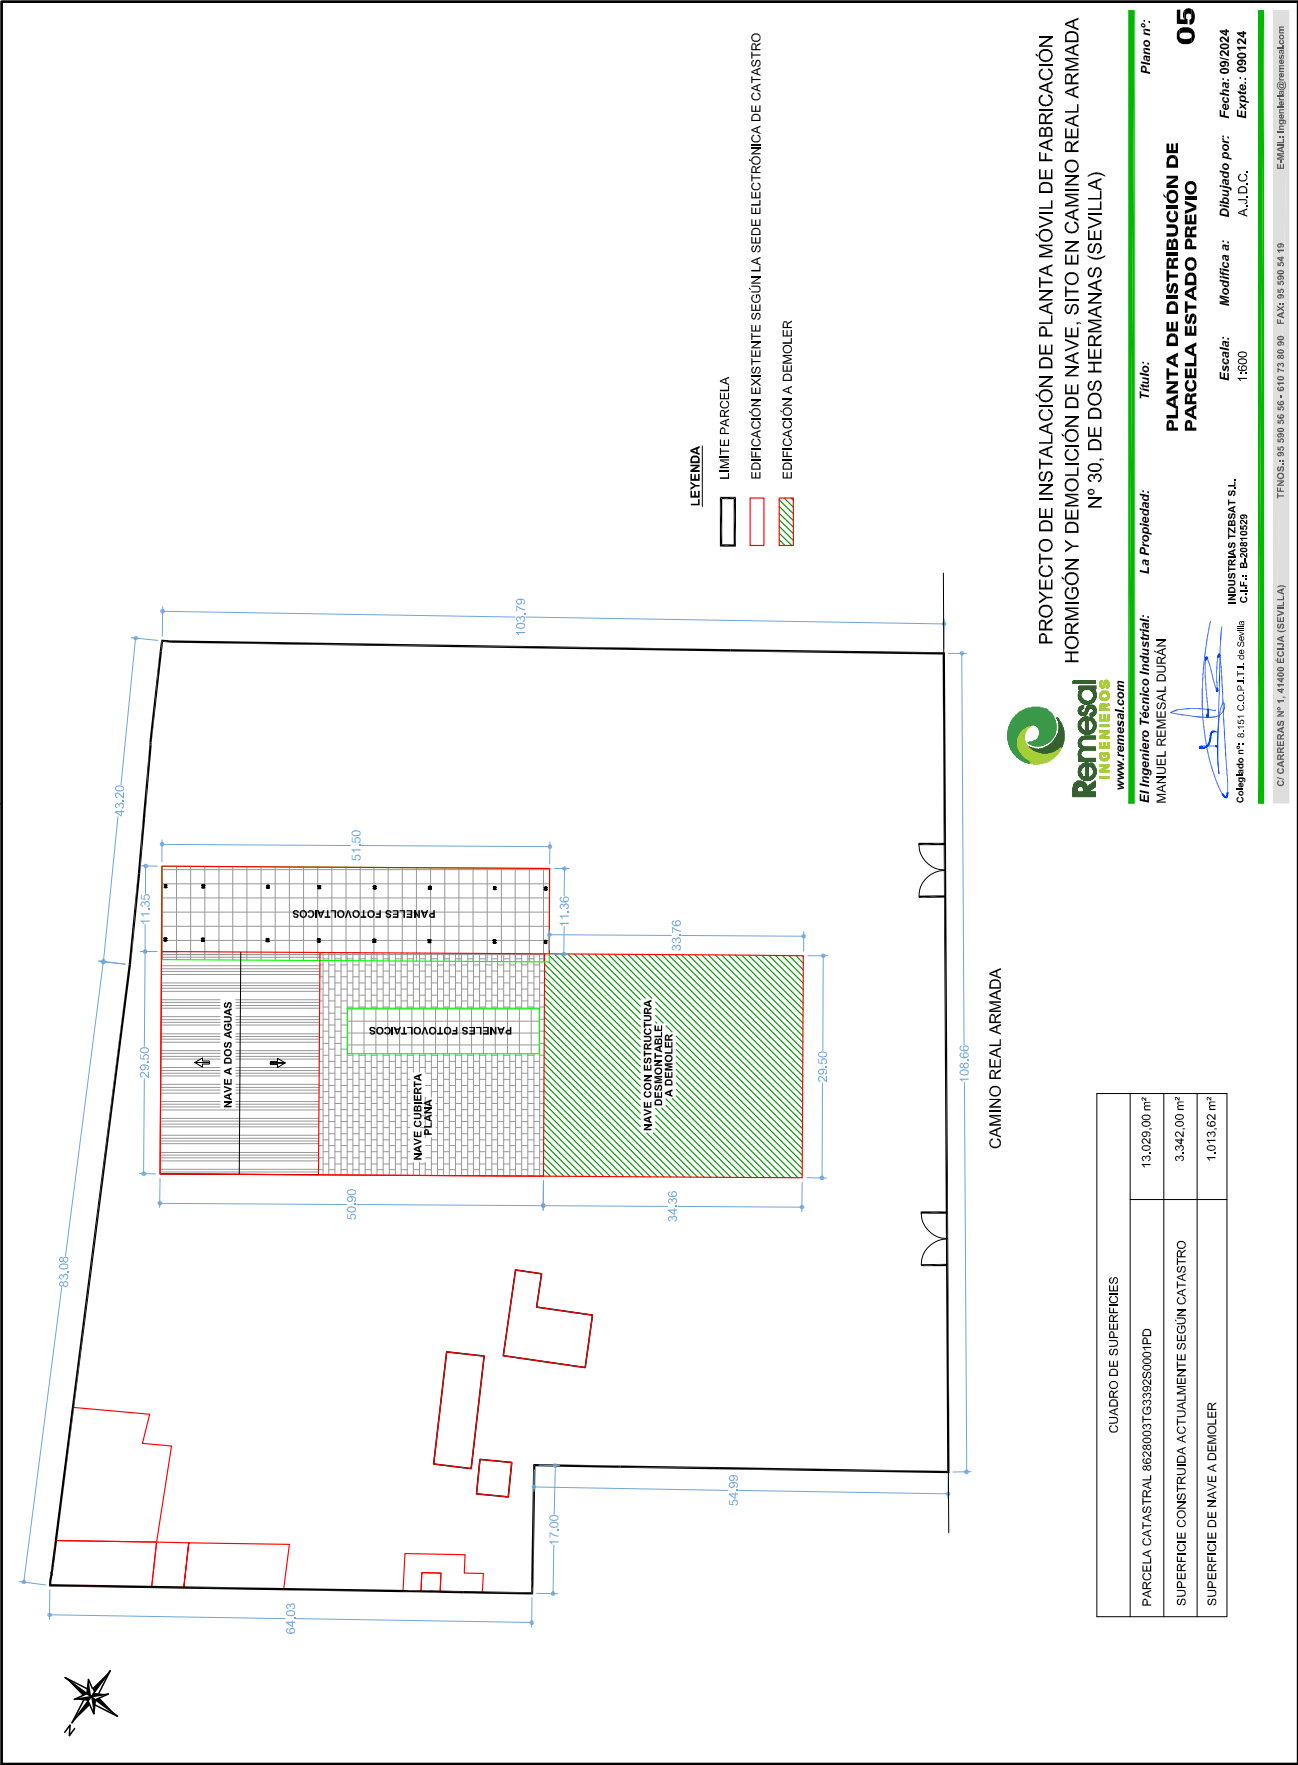 N
83.08
43.20
29.50
11.35
103.79
51.50
11.36
33.76
50.90
34.36
29.50
64.03
17.00
54.99
108.66
NAVE A DOS AGUAS
NAVE CUBIERTA
PLANA
PANELES FOTOVOLTAICOS
PANELES FOTOVOLTAICOS
NAVE CON ESTRUCTURA
DESMONTABLE
A DEMOLER
CAMINO REAL ARMADA
LEYENDA
LÍMITE PARCELA
EDIFICACIÓN EXISTENTE SEGÚN LA SEDE ELECTRÓNICA DE CATASTRO
EDIFICACIÓN A DEMOLER
CUADRO DE SUPERFICIES
PARCELA CATASTRAL 8628003TG3392S0001PD 13.029,00 m²
SUPERFICIE CONSTRUIDA ACTUALMENTE SEGÚN CATASTRO 3.342,00 m²
SUPERFICIE DE NAVE A DEMOLER 1.013,62 m²
Remesal
INGENIEROS
www.remesal.com
PROYECTO DE INSTALACIÓN DE PLANTA MÓVIL DE FABRICACIÓN
HORMIGÓN Y DEMOLICIÓN DE NAVE, SITO EN CAMINO REAL ARMADA
Nº 30, DE DOS HERMANAS (SEVILLA)
El Ingeniero Técnico Industrial:
MANUEL REMESAL DURÁN
Colegiado nº: 8.151 C.O.P.I.T.I. de Sevilla
La Propiedad:
INDUSTRIAS TZBSAT S.L.
C.I.F.: B-20810529
Título:
PLANTA DE DISTRIBUCIÓN DE
PARCELA ESTADO PREVIO
Plano nº:
05
Escala:
1:600
Modifica a:
Dibujado por:
A.J.D.C.
Fecha: 09/2024
Expte.: 090124
C/ CARRERAS Nº 1, 41400 ÉCIJA (SEVILLA) TFNOS.: 95 590 56 56 - 610 73 80 90 FAX: 95 590 54 19 E-MAIL: Ingenieria@remesal.com